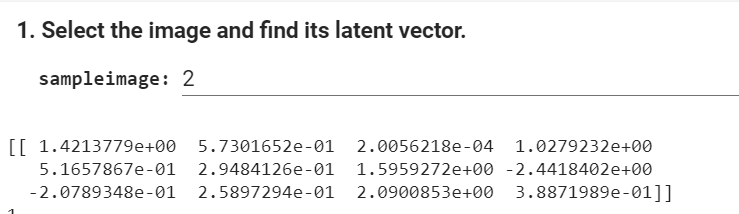 1. Select the image and find its latent vector.
sampleimage: 2
[[ 1.4213779e+00 5.7301652e-01 2.0056218e-04 1.0279232e+00
5.1657867e-01 2.9484126e-01 1.5959272e+00 -2.4418402e+00
-2.0789348e-01 2.5897294e-01 2.0900853e+00 3.8871989e-01]]